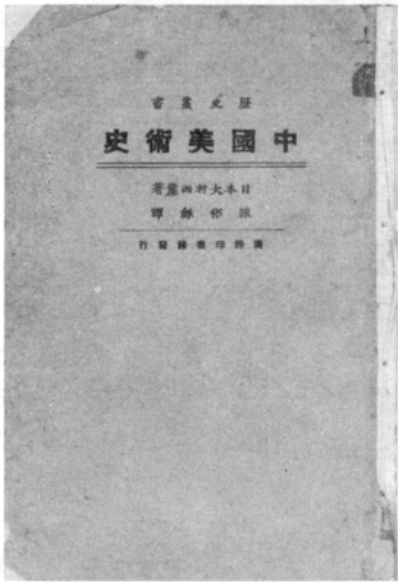 歷史叢書
中國美術史
日本大村西崖著
陳彬龢譯
商務印書館發行